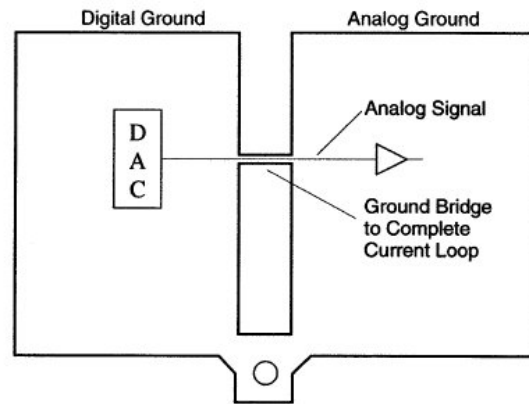 Digital Ground
Analog Ground
D
A
C
Analog Signal
Ground Bridge
to Complete
Current Loop